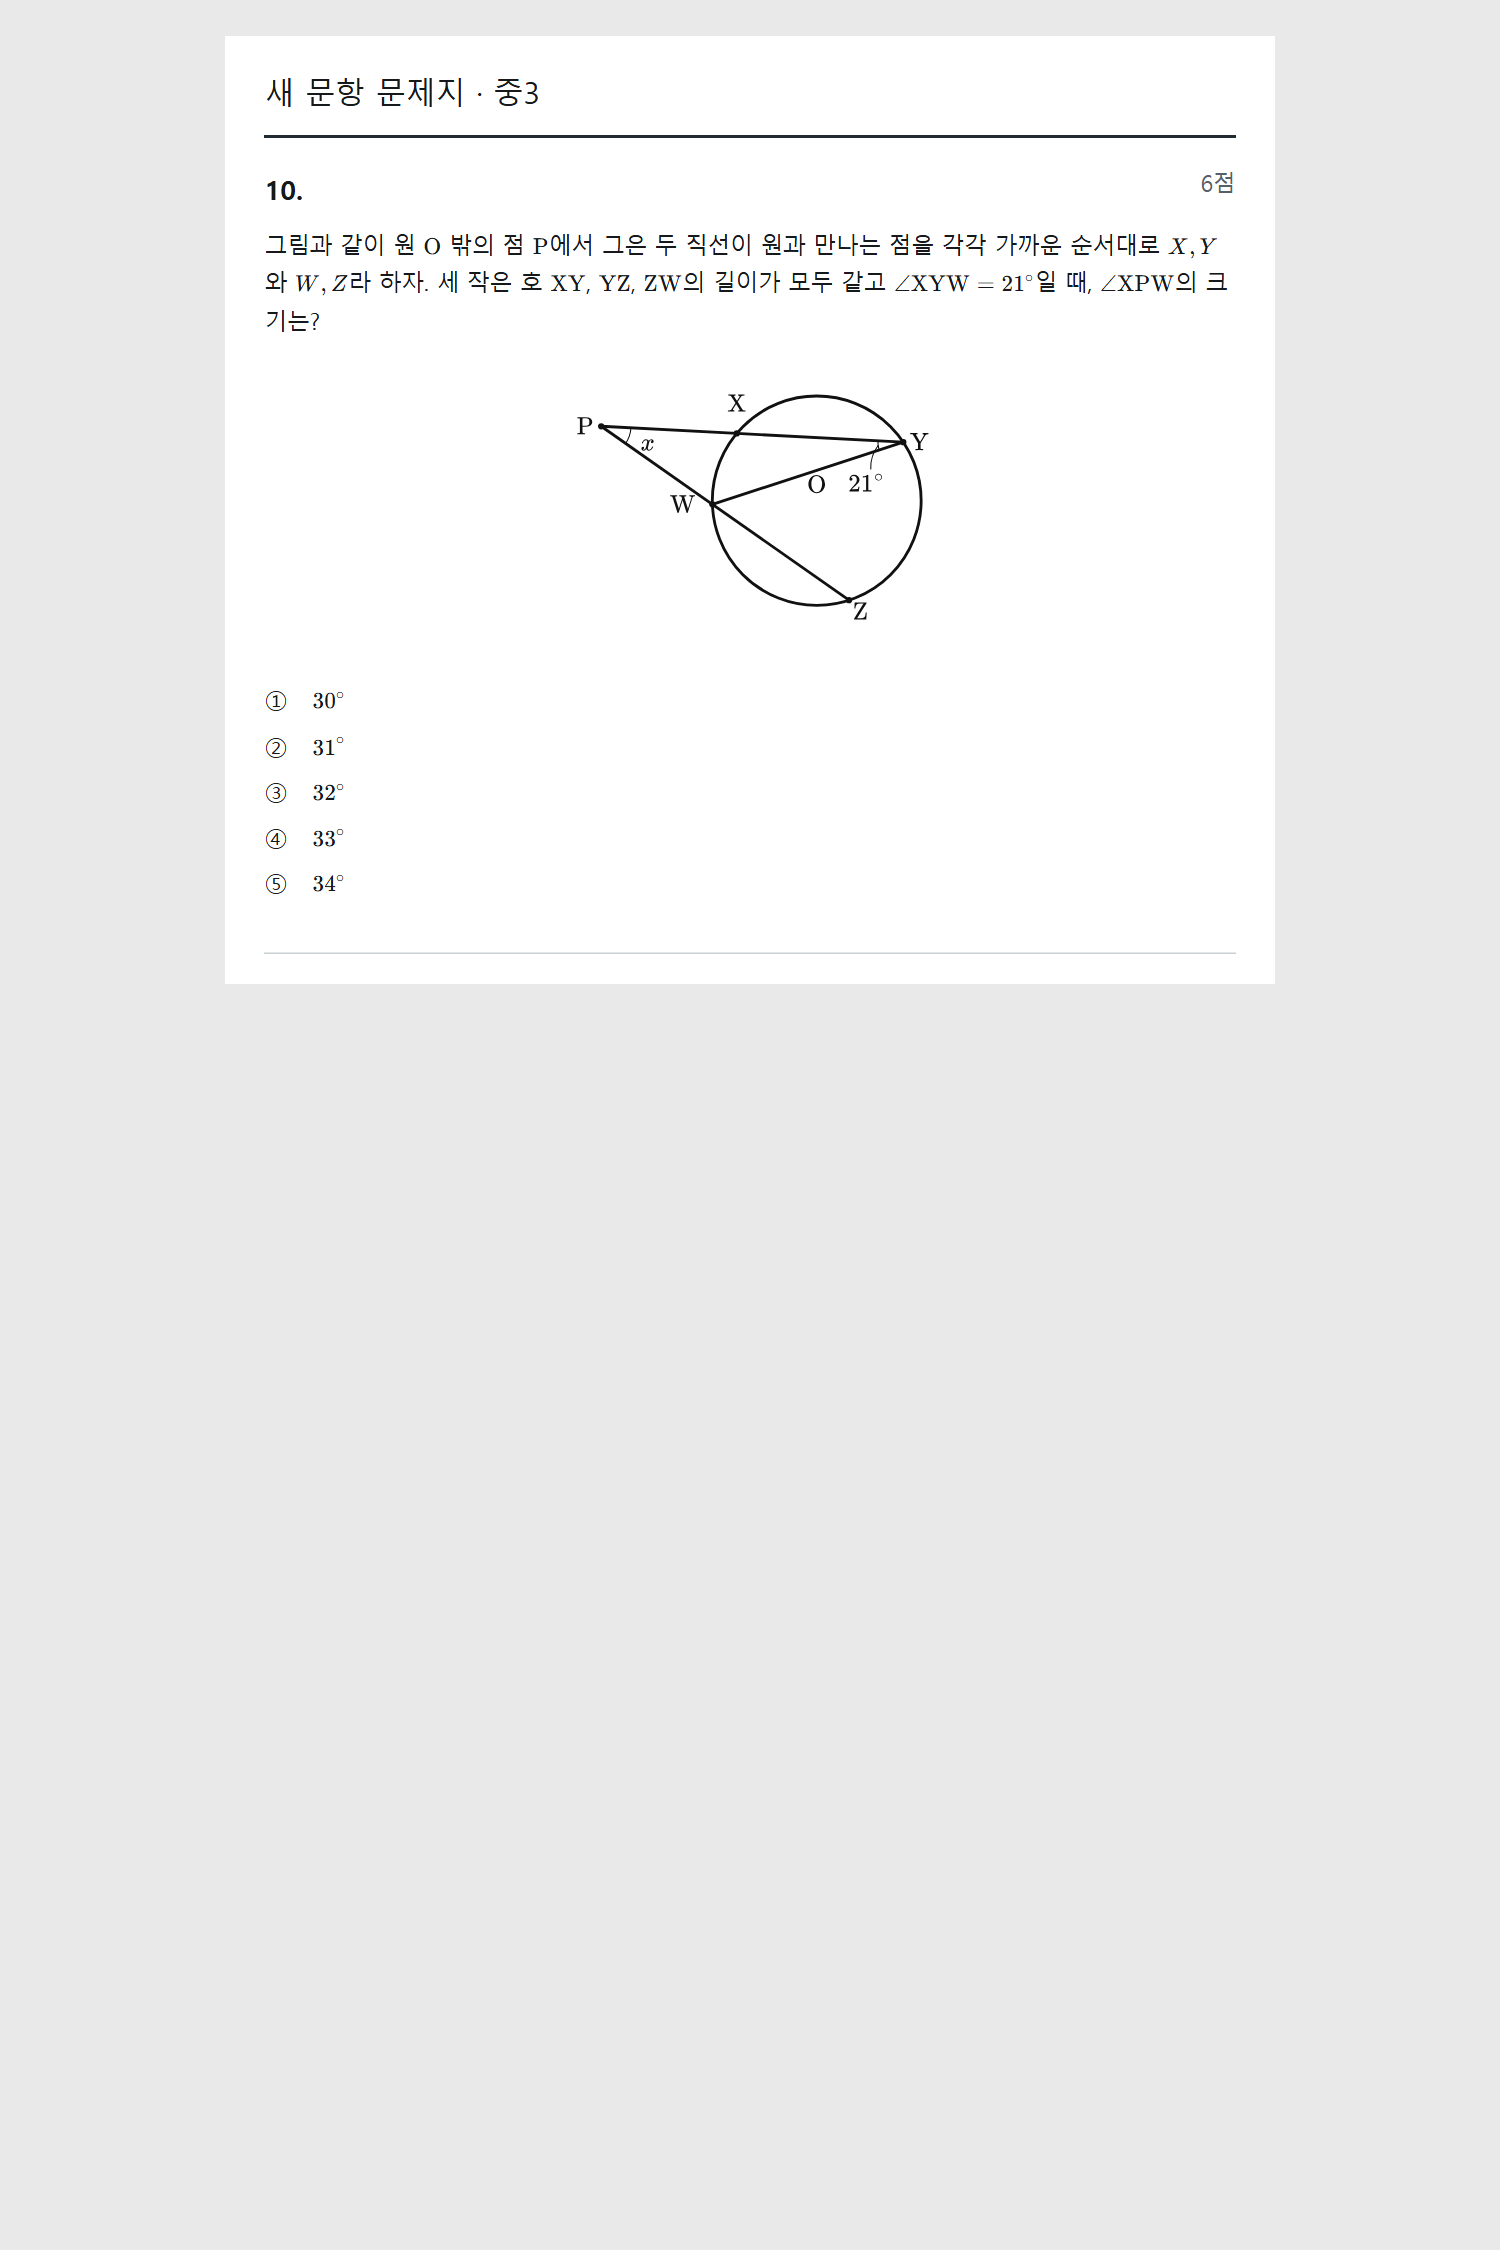 새 문항 문제지 · 중3
10.
6점
그림과 같이 원 O 밖의 점 P에서 그은 두 직선이 원과 만나는 점을 각각 가까운 순서대로 X, Y
와 W, Z라 하자. 세 작은 호 XY, YZ, ZW의 길이가 모두 같고 ∠XYW = 21°일 때, ∠XPW의 크
기는?
X
P
x
Y
W
O 21°
Z
① 30°
② 31°
③ 32°
④ 33°
⑤ 34°